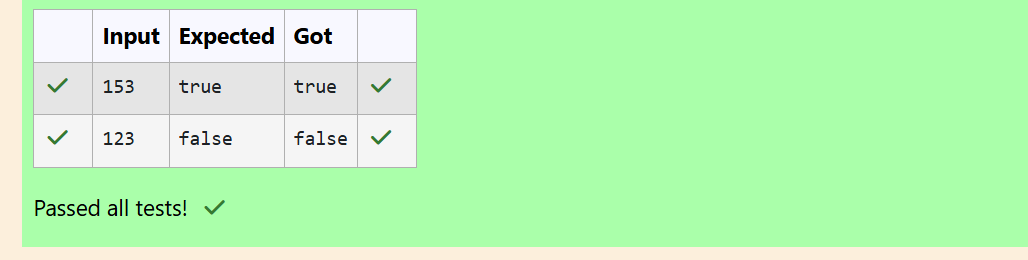 Input Expected Got
153 true true
123 false false
Passed all tests!